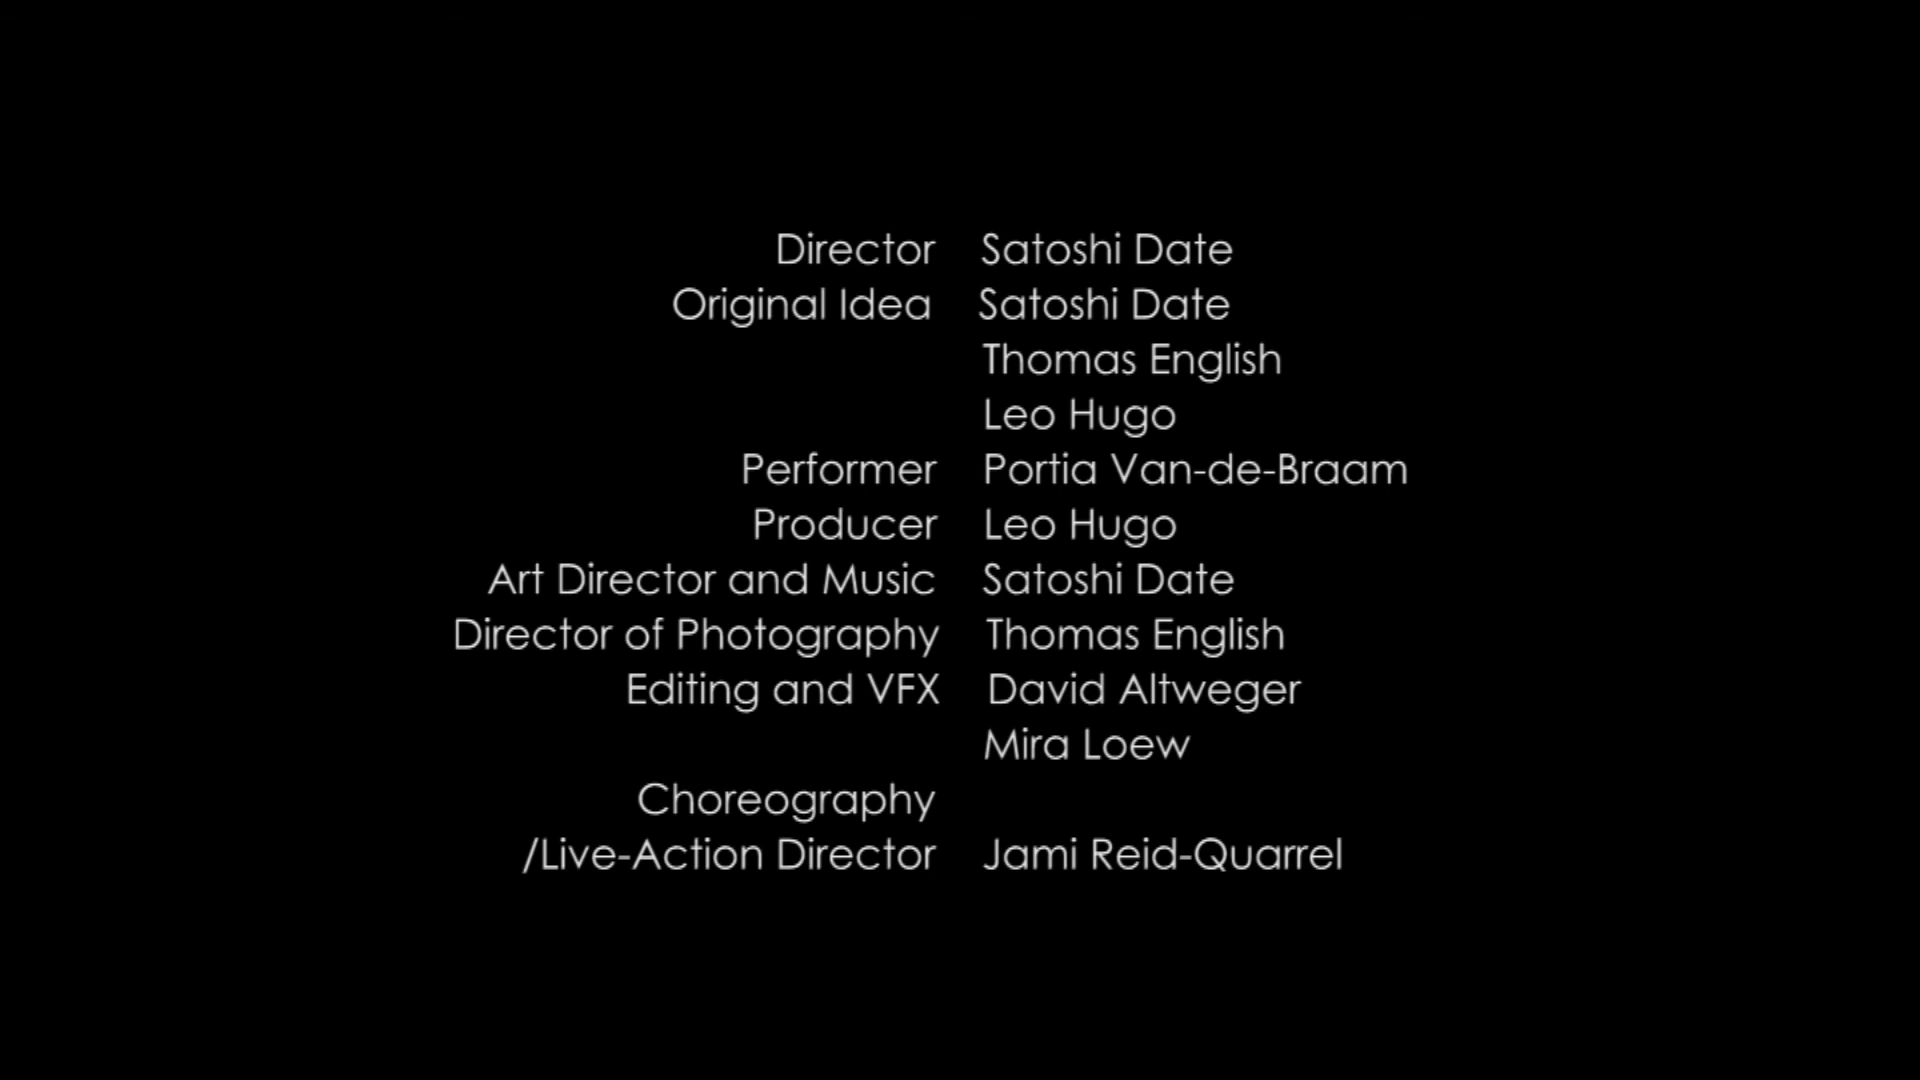 Director Satoshi Date
Original Idea Satoshi Date
Thomas English
Leo Hugo
Performer Portia Van-de-Braam
Producer Leo Hugo
Art Director and Music Satoshi Date
Director of Photography Thomas English
Editing and VFX David Altweger
Mira Loew
Choreography
/Live-Action Director Jami Reid-Quarrel